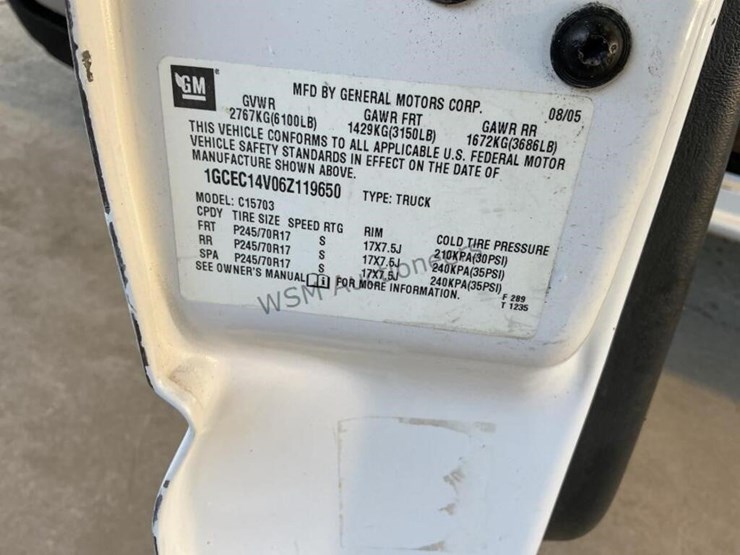 GM
MFD BY GENERAL MOTORS CORP. 08/05
GVWR GAWR FRT GAWR RR
2767KG(6100LB) 1429KG(3150LB) 1672KG(3686LB)
THIS VEHICLE CONFORMS TO ALL APPLICABLE U.S. FEDERAL MOTOR
VEHICLE SAFETY STANDARDS IN EFFECT ON THE DATE OF
MANUFACTURE SHOWN ABOVE.
1GCEC14V06Z119650 TYPE: TRUCK
MODEL: C15703
CPDY TIRE SIZE SPEED RTG RIM COLD TIRE PRESSURE
FRT P245/70R17 S 17X7.5J 210KPA(30PSI)
RR P245/70R17 S 17X7.5J 240KPA(35PSI)
SPA P245/70R17 S 17X7.5J 240KPA(35PSI)
SEE OWNER'S MANUAL FOR MORE INFORMATION.
F 289
T 1235
WSM Auctioneers